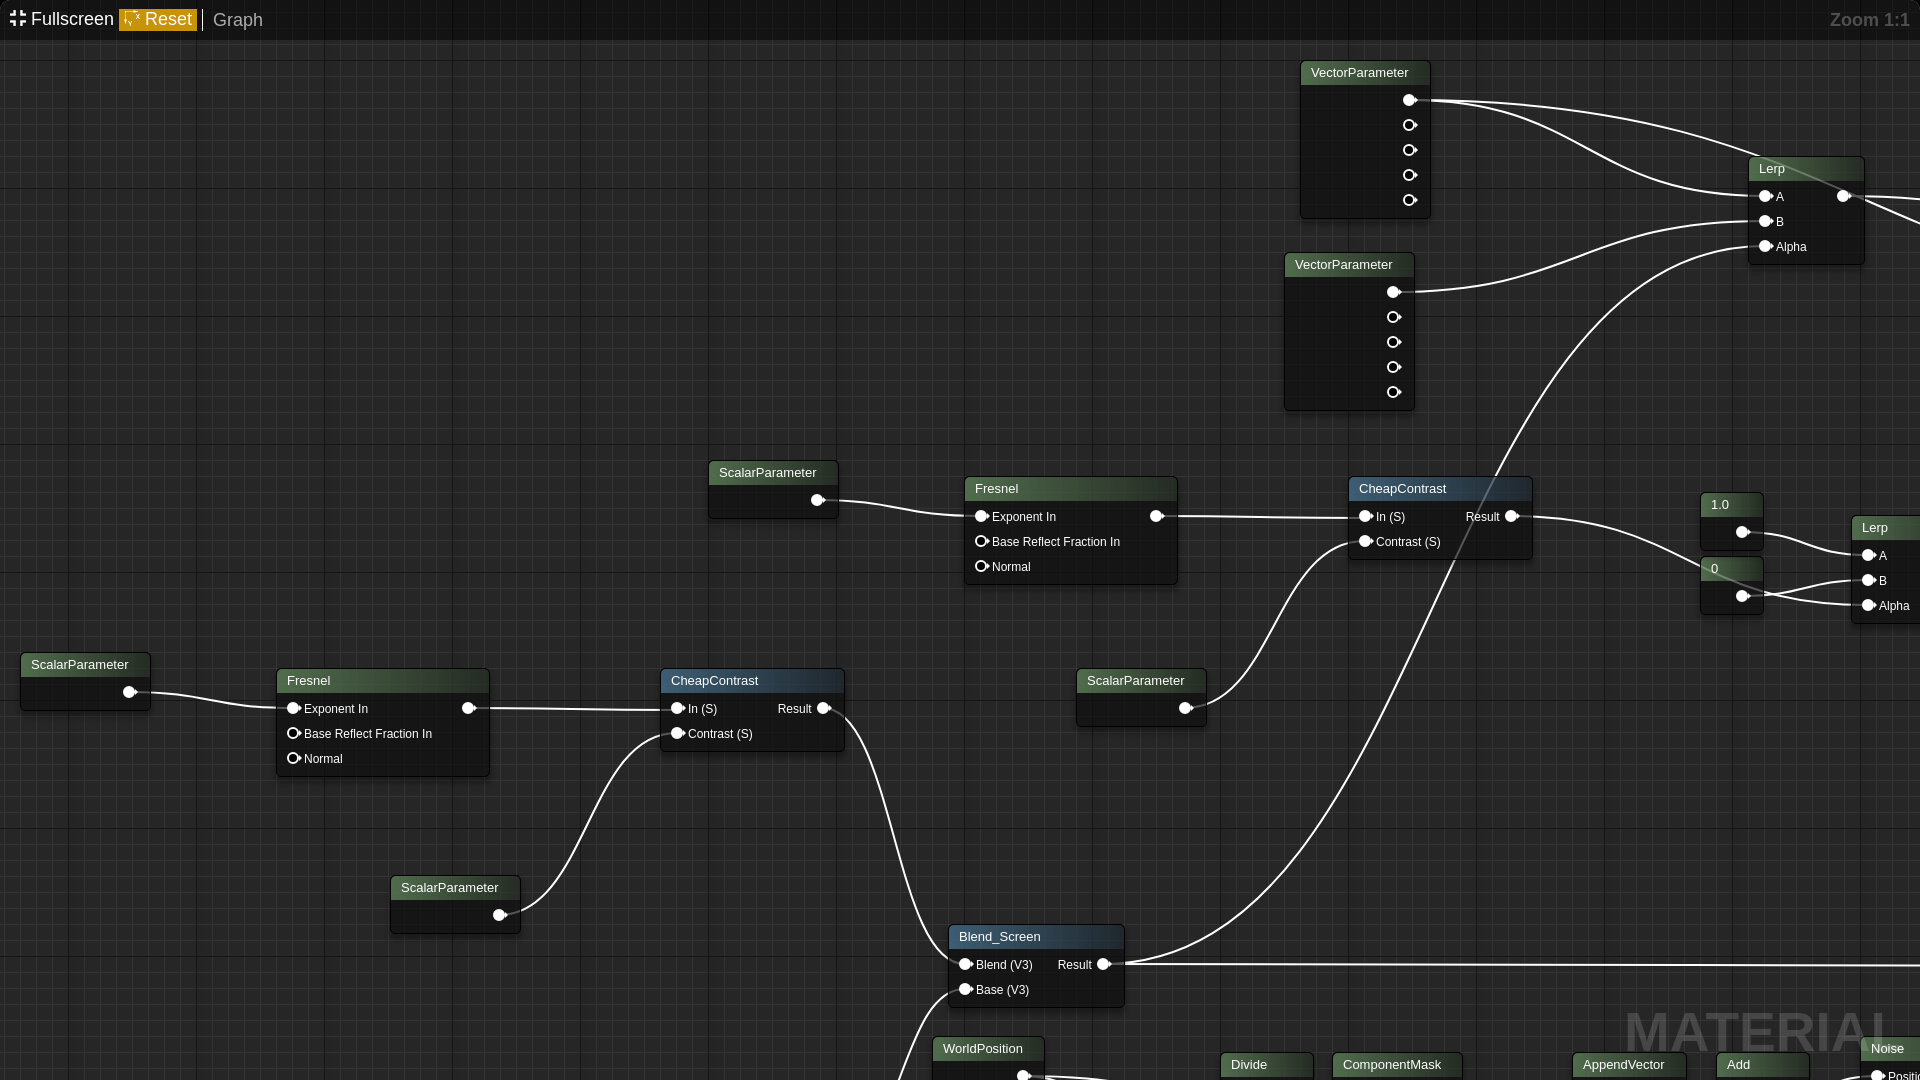 Fullscreen Reset Graph Zoom 1:1
VectorParameter
Lerp
A
B
Alpha
VectorParameter
ScalarParameter
Fresnel
Exponent In
Base Reflect Fraction In
Normal
CheapContrast
In (S) Result
Contrast (S)
1.0
0
Lerp
A
B
Alpha
ScalarParameter
Fresnel
Exponent In
Base Reflect Fraction In
Normal
CheapContrast
In (S) Result
Contrast (S)
ScalarParameter
ScalarParameter
Blend_Screen
Blend (V3) Result
Base (V3)
MATERIAL
WorldPosition
Divide
ComponentMask
AppendVector
Add
Noise